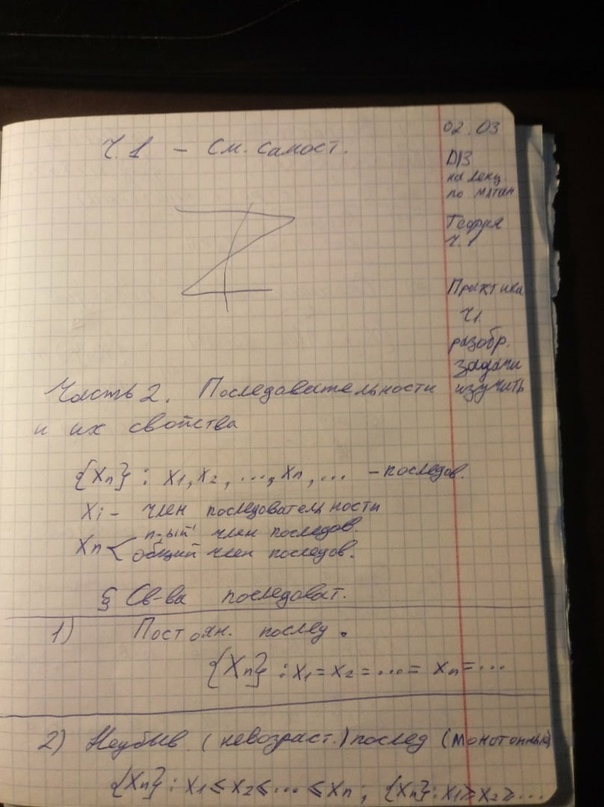 Ч.1 – См. самост.
02.03
Д/З
на лекц.
по матан
Теория
ч.1
Практика
ч.1.
разобр.
задачи
изучить
Часть 2. Последовательности
и их свойства
{Xn} : X1, X2, ..., Xn, ... – последов.
Xi – член последовательности
Xn < n-ый член последов.
общий член последов.
§ Св-ва последоват.
1) Постоян. послед.
{Xn} : X1 = X2 = ... = Xn = ...
2) Неубыв. (невозраст.) послед (монотонный
{Xn} : X1 ⩽ X2 ⩽ ... ⩽ Xn , {Xn} : X1 ⩾ X2 ⩾ ...